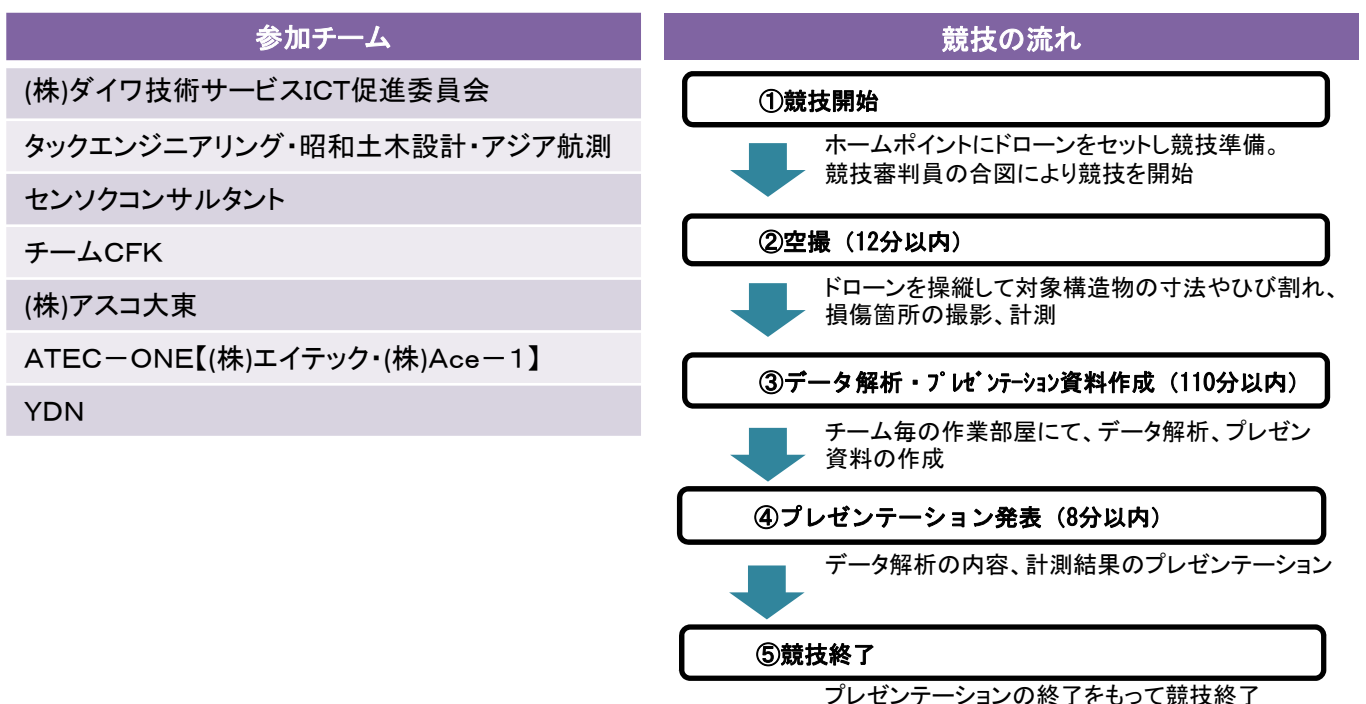 参加チーム
(株)ダイワ技術サービスICT促進委員会
タックエンジニアリング・昭和土木設計・アジア航測
センソクコンサルタント
チームCFK
(株)アスコ大東
ATEC－ONE【(株)エイテック・(株)Ace－1】
YDN
競技の流れ
①競技開始
ホームポイントにドローンをセットし競技準備。
競技審判員の合図により競技を開始
②空撮（12分以内）
ドローンを操縦して対象構造物の寸法やひび割れ、
損傷箇所の撮影、計測
③データ解析・ﾌﾟﾚｾﾞﾝﾃｰｼｮﾝ資料作成（110分以内）
チーム毎の作業部屋にて、データ解析、プレゼン
資料の作成
④プレゼンテーション発表（8分以内）
データ解析の内容、計測結果のプレゼンテーション
⑤競技終了
プレゼンテーションの終了をもって競技終了